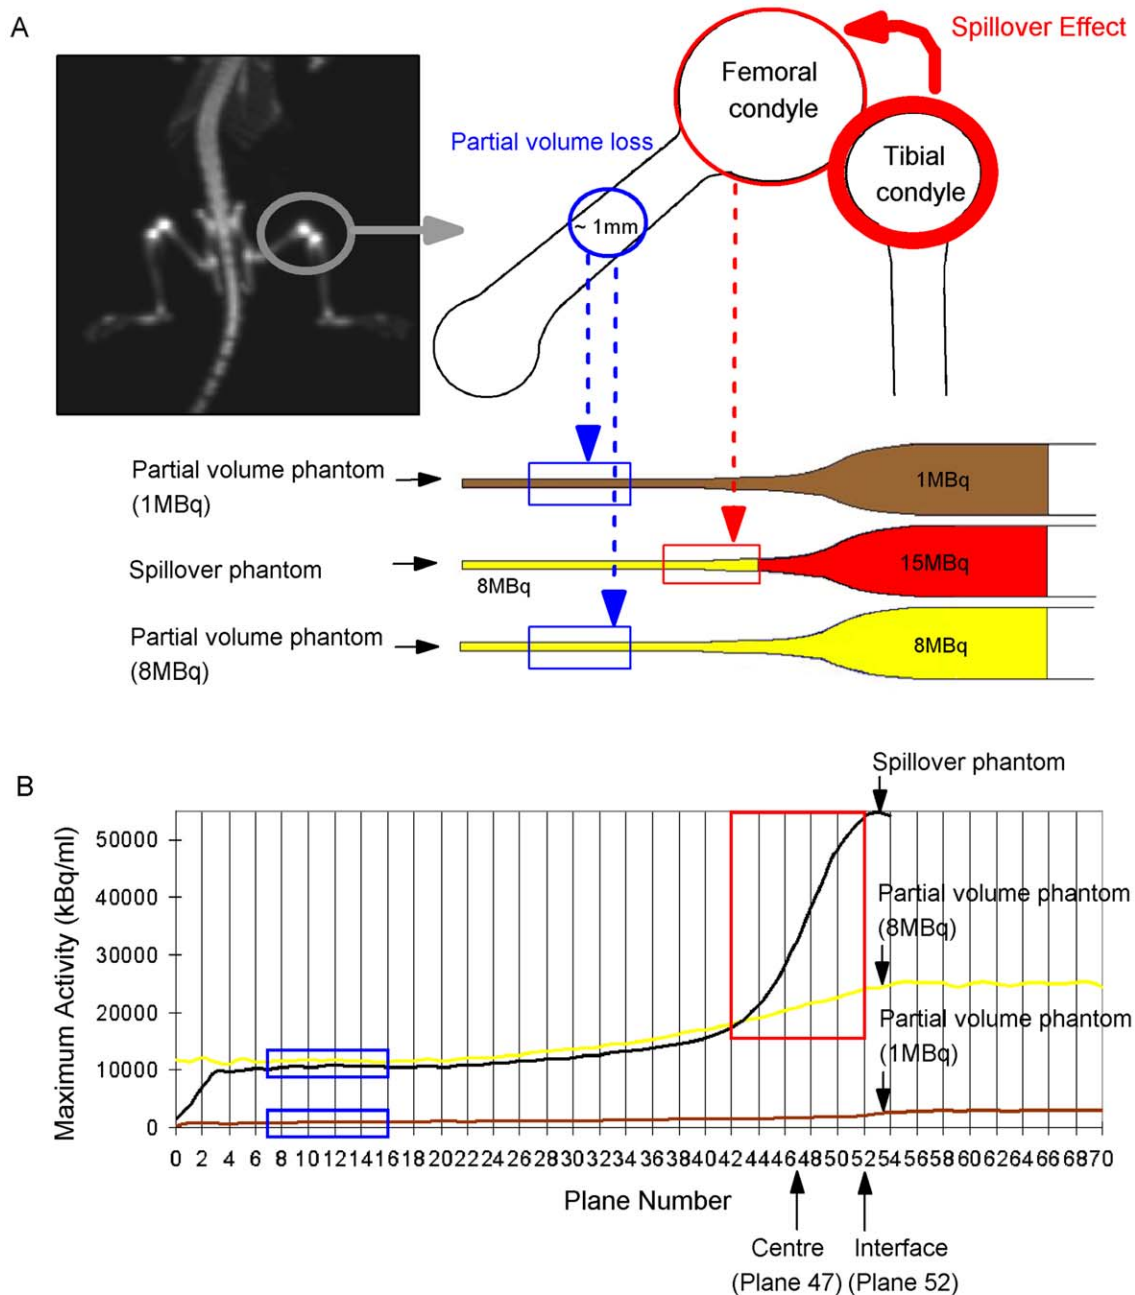 A
Spillover Effect
Femoral
condyle
Partial volume loss
Tibial
condyle
~ 1mm
Partial volume phantom
(1MBq)
1MBq
Spillover phantom
8MBq
15MBq
Partial volume phantom
(8MBq)
8MBq
B
Spillover phantom
Partial volume phantom
(8MBq)
Partial volume phantom
(1MBq)
Maximum Activity (kBq/ml)
50000
40000
30000
20000
10000
0
0 2 4 6 8 10 12 14 16 18 20 22 24 26 28 30 32 34 36 38 40 42 44 46 48 50 52 54 56 58 60 62 64 66 68 70
Plane Number
Centre
(Plane 47)
Interface
(Plane 52)